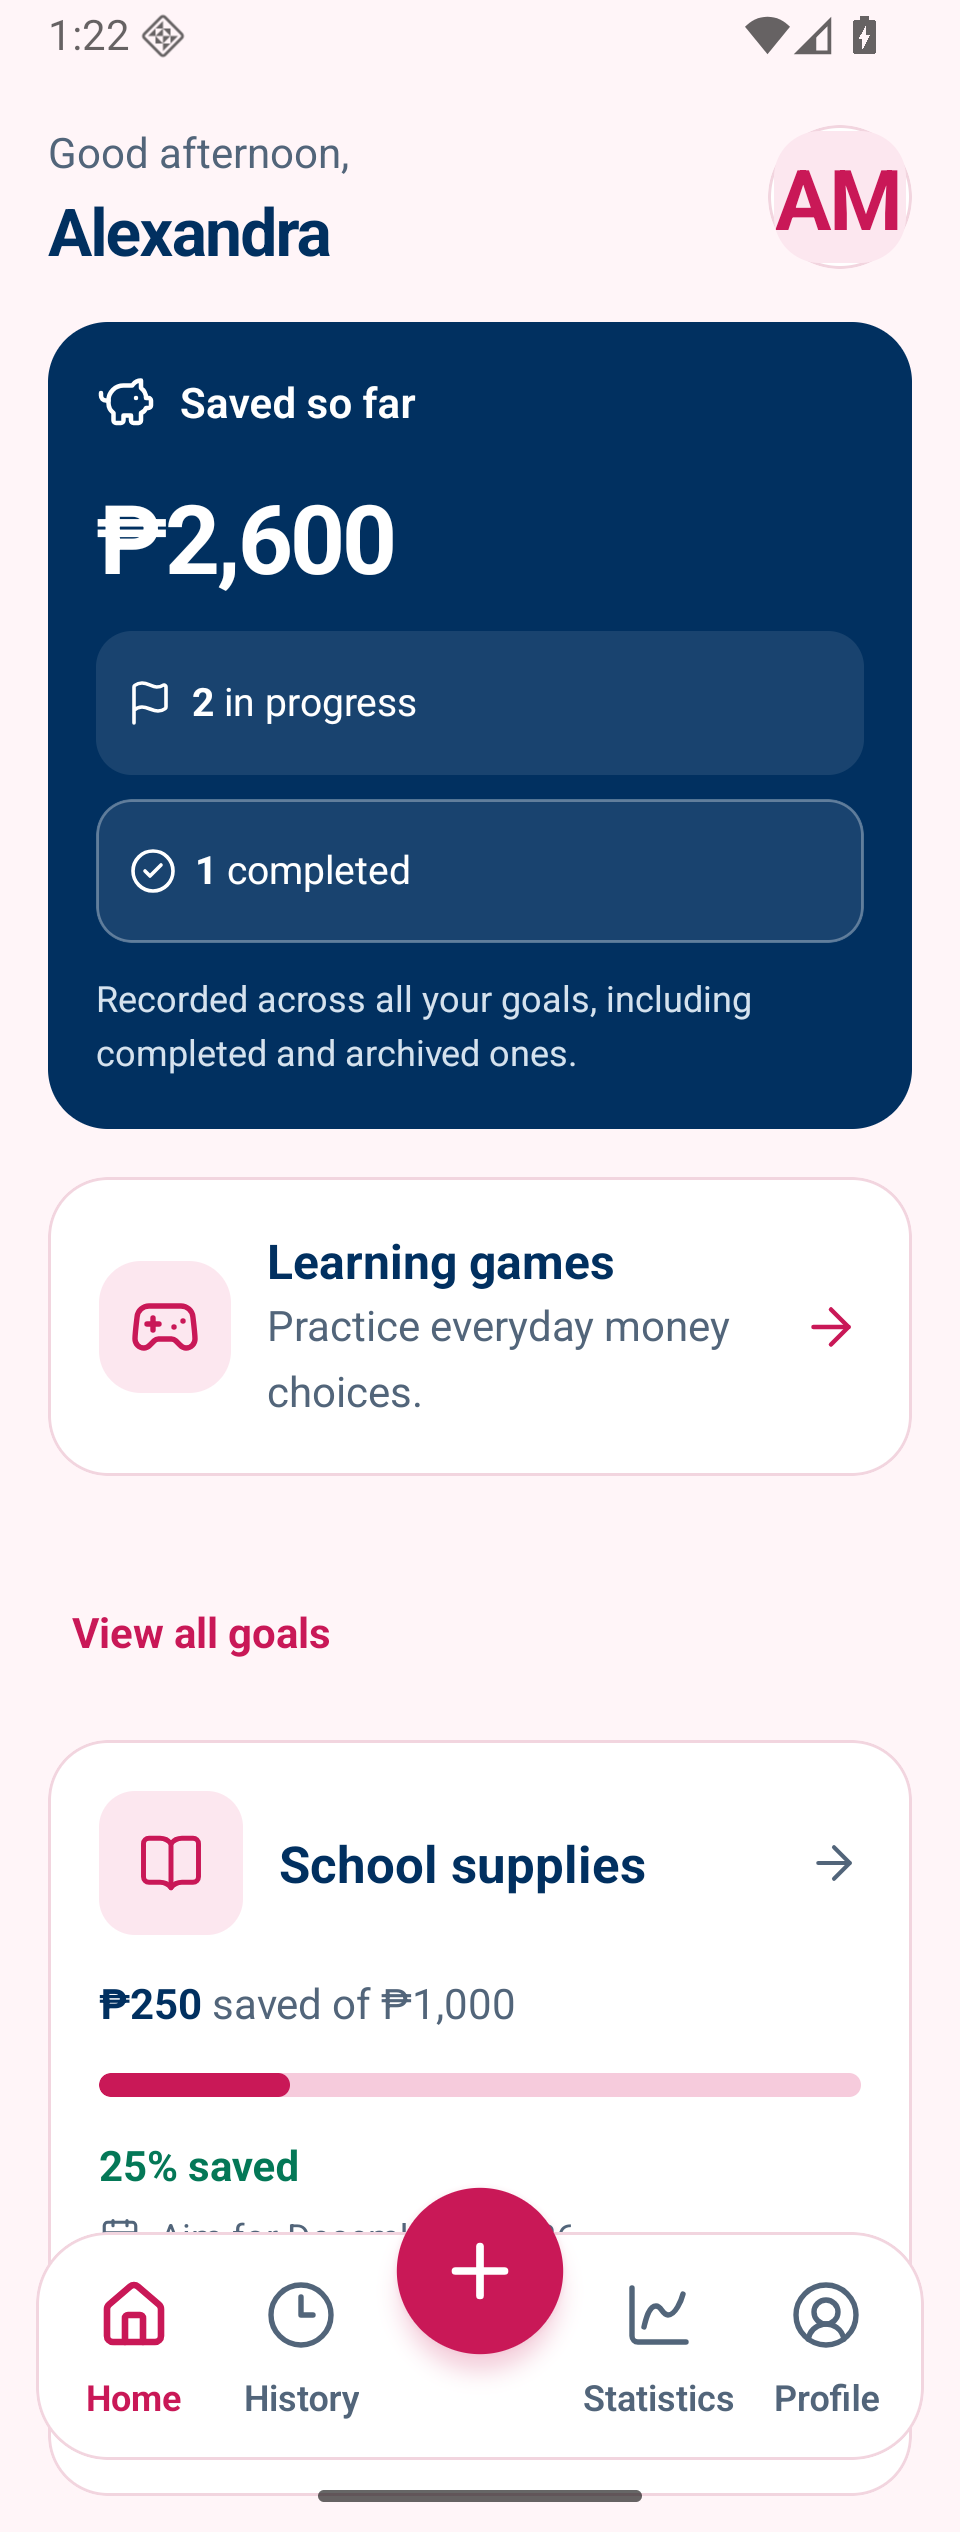 1:22
Good afternoon,
Alexandra
AM
Saved so far
₱2,600
2 in progress
1 completed
Recorded across all your goals, including
completed and archived ones.
Learning games
Practice everyday money
choices.
View all goals
School supplies
₱250 saved of ₱1,000
25% saved
Aim for
Home
History
Statistics
Profile